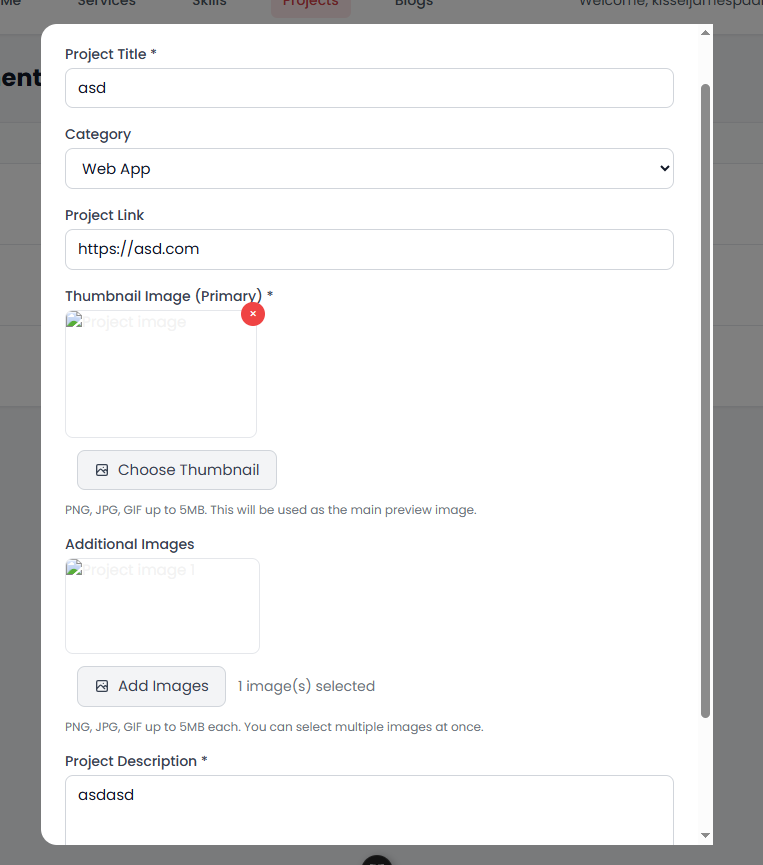 Me Services Skills Projects Blogs Welcome, kisseljamespaa
ent
Project Title *
asd
Category
Web App
Project Link
https://asd.com
Thumbnail Image (Primary) *
Project image
×
Choose Thumbnail
PNG, JPG, GIF up to 5MB. This will be used as the main preview image.
Additional Images
Project image 1
Add Images 1 image(s) selected
PNG, JPG, GIF up to 5MB each. You can select multiple images at once.
Project Description *
asdasd